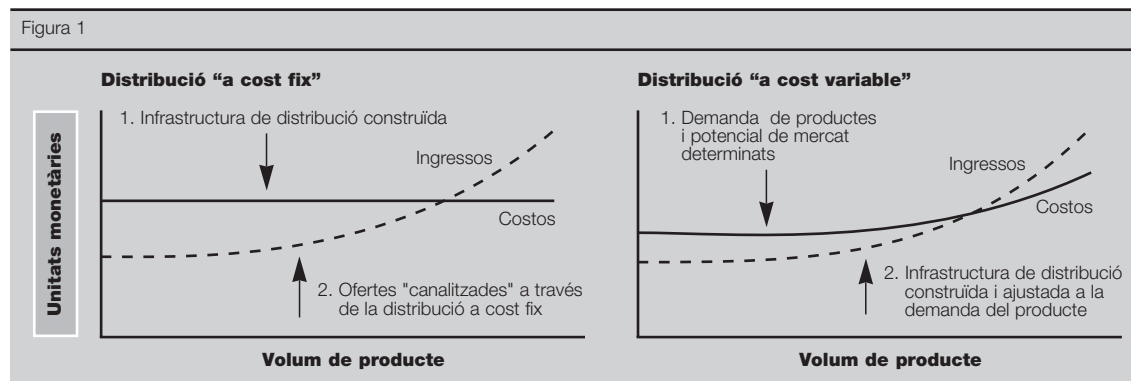 Figura 1
Distribució “a cost fix”
Unitats monetàries
1. Infrastructura de distribució construïda
Ingressos
Costos
2. Ofertes "canalitzades" a través
de la distribució a cost fix
Volum de producte
Distribució “a cost variable”
1. Demanda de productes
i potencial de mercat
determinats
Ingressos
Costos
2. Infrastructura de distribució
construïda i ajustada a la
demanda del producte
Volum de producte